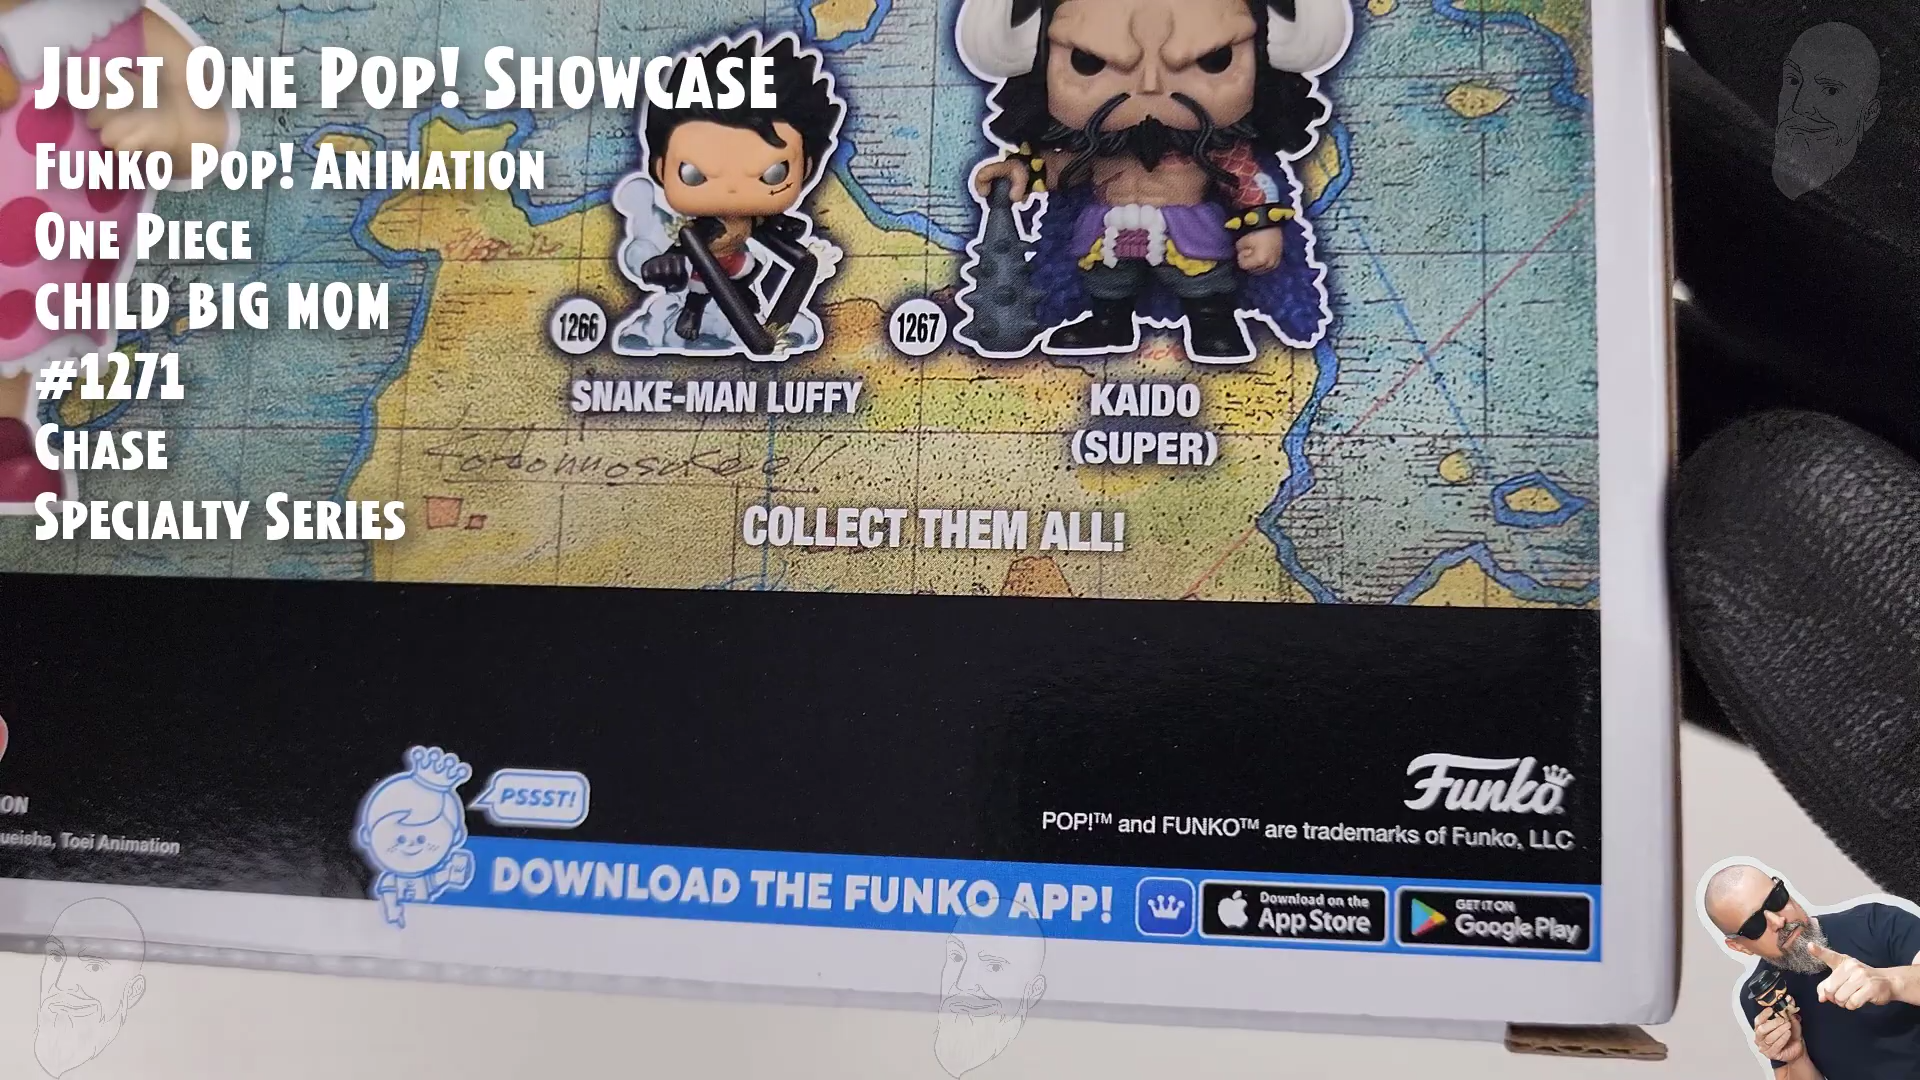 Just One Pop! Showcase
Funko Pop! Animation
One Piece
CHILD BIG MOM
#1271
Chase
Specialty Series
1266
SNAKE-MAN LUFFY
1267
KAIDO
(SUPER)
COLLECT THEM ALL!
PSSST!
Funko
POP!™ and FUNKO™ are trademarks of Funko, LLC
ON
ueisha, Toei Animation
DOWNLOAD THE FUNKO APP!
Download on the
App Store
GET IT ON
Google Play